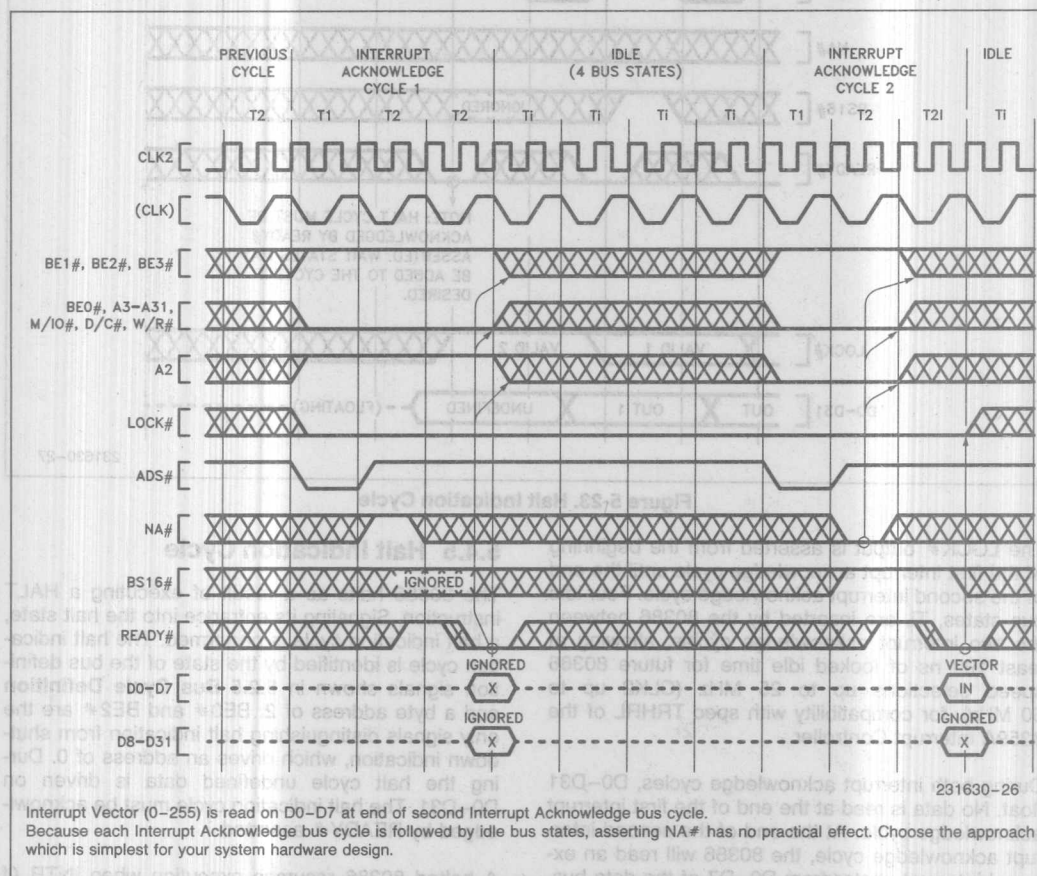 PREVIOUS CYCLE
INTERRUPT ACKNOWLEDGE CYCLE 1
IDLE (4 BUS STATES)
INTERRUPT ACKNOWLEDGE CYCLE 2
IDLE
T2 T1 T2 T2 Ti Ti Ti Ti T1 T2 T2I Ti
CLK2
(CLK)
BE1#, BE2#, BE3#
BE0#, A3–A31,
M/IO#, D/C#, W/R#
A2
LOCK#
ADS#
NA#
BS16#
IGNORED
READY#
IGNORED
VECTOR
D0–D7
X
IN
IGNORED
IGNORED
D8–D31
X
X
231630–26
Interrupt Vector (0–255) is read on D0–D7 at end of second Interrupt Acknowledge bus cycle.
Because each Interrupt Acknowledge bus cycle is followed by idle bus states, asserting NA# has no practical effect. Choose the approach
which is simplest for your system hardware design.